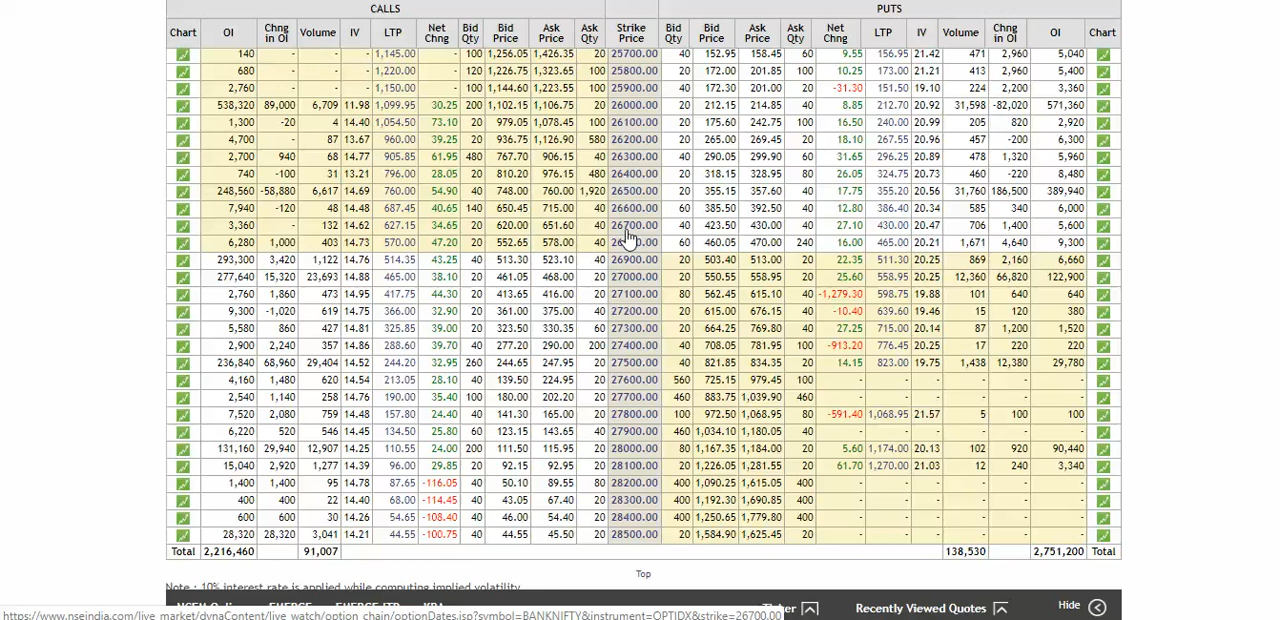 CALLS PUTS
Chart OI Chng in OI Volume IV LTP Net Chng Bid Qty Bid Price Ask Price Ask Qty Strike Price Bid Qty Bid Price Ask Price Ask Qty Net Chng LTP IV Volume Chng in OI OI Chart
140 - - - 1,145.00 - 100 1,256.05 1,426.35 20 25700.00 40 152.95 158.45 60 9.55 156.95 21.42 471 2,960 5,040
680 - - - 1,220.00 - 120 1,226.75 1,323.65 100 25800.00 20 172.00 201.85 100 10.25 173.00 21.21 413 2,960 5,400
2,760 - - - 1,150.00 - 100 1,144.60 1,223.55 100 25900.00 40 172.30 201.00 20 -31.30 151.50 19.10 224 2,200 3,360
538,320 89,000 6,709 11.98 1,099.95 30.25 200 1,102.15 1,106.75 20 26000.00 20 212.15 214.85 40 8.85 212.70 20.92 31,598 -82,020 571,360
1,300 -20 4 14.40 1,054.50 73.10 20 979.05 1,078.45 100 26100.00 20 175.60 242.75 100 16.50 240.00 20.99 205 820 2,920
4,700 - 87 13.67 960.00 39.25 20 936.75 1,126.90 580 26200.00 20 265.00 269.45 20 18.10 267.55 20.96 457 -200 6,300
2,700 940 68 14.77 905.85 61.95 480 767.70 906.15 40 26300.00 40 290.05 299.90 60 31.65 296.25 20.89 478 1,320 5,960
740 -100 31 13.21 796.00 28.05 20 810.20 976.15 480 26400.00 20 318.15 328.95 80 26.05 324.75 20.73 460 -220 8,480
248,560 -58,880 6,617 14.69 760.00 54.90 40 748.00 760.00 1,920 26500.00 20 355.15 357.60 40 17.75 355.20 20.56 31,760 186,500 389,940
7,940 -120 48 14.48 687.45 40.65 140 650.45 715.00 40 26600.00 60 385.50 392.50 40 12.80 386.40 20.34 585 340 6,000
3,360 - 132 14.62 627.15 34.65 20 620.00 651.60 40 26700.00 40 423.50 430.00 40 27.10 430.00 20.47 706 1,400 5,600
6,280 1,000 403 14.73 570.00 47.20 20 552.65 578.00 40 60 460.05 470.00 240 16.00 465.00 20.21 1,671 4,640 9,300
293,300 3,420 1,122 14.76 514.35 43.25 40 513.30 523.10 40 26900.00 20 503.40 513.00 20 22.35 511.30 20.25 869 2,160 6,660
277,640 15,320 23,693 14.88 465.00 38.10 20 461.05 468.00 20 27000.00 20 550.55 558.95 20 25.60 558.95 20.25 12,360 66,820 122,900
2,760 1,860 473 14.95 417.75 44.30 20 413.65 416.00 20 27100.00 80 562.45 615.10 40 -1,279.30 598.75 19.88 101 640 640
9,300 -1,020 619 14.75 366.00 32.90 20 361.00 375.00 40 27200.00 20 615.00 676.15 40 -10.40 639.60 19.46 15 120 380
5,580 860 427 14.81 325.85 39.00 20 323.50 330.35 60 27300.00 20 664.25 769.80 40 27.25 715.00 20.14 87 1,200 1,520
2,900 2,240 357 14.86 288.60 39.70 40 277.20 290.00 200 27400.00 40 708.05 781.95 100 -913.20 776.45 20.25 17 220 220
236,840 68,960 29,404 14.52 244.20 32.95 260 244.65 247.95 20 27500.00 40 821.85 834.35 20 14.15 823.00 19.75 1,438 12,380 29,780
4,160 1,480 620 14.54 213.05 28.10 40 139.50 224.95 20 27600.00 560 725.15 979.45 100 - - - - - -
2,540 1,140 258 14.76 190.00 35.40 100 180.00 202.20 20 27700.00 460 883.75 1,039.90 460 - - - - - -
7,520 2,080 759 14.48 157.80 24.40 40 141.30 165.00 20 27800.00 100 972.50 1,068.95 80 -591.40 1,068.95 21.57 5 100 100
6,220 520 546 14.45 134.50 25.80 60 123.15 143.65 40 27900.00 460 1,034.10 1,180.05 40 - - - - - -
131,160 29,940 12,907 14.25 110.55 24.00 200 111.50 115.95 20 28000.00 80 1,167.35 1,184.00 20 5.60 1,174.00 20.13 102 920 90,440
15,040 2,920 1,277 14.39 96.00 29.85 20 92.15 92.95 20 28100.00 20 1,226.05 1,281.55 20 61.70 1,270.00 21.03 12 240 3,340
1,400 1,400 95 14.78 87.65 -116.05 40 50.10 89.55 80 28200.00 400 1,090.25 1,615.05 400 - - - - - -
400 400 22 14.40 68.00 -114.45 20 43.05 67.40 20 28300.00 400 1,192.30 1,690.85 400 - - - - - -
600 600 30 14.26 54.65 -108.40 40 46.00 54.40 20 28400.00 400 1,250.65 1,779.80 400 - - - - - -
28,320 28,320 3,041 14.21 44.55 -100.75 40 44.55 45.50 20 28500.00 20 1,584.90 1,625.45 20 - - - - - -
Total 2,216,460 91,007 138,530 2,751,200 Total
Top
Note : 10% interest rate is applied while computing implied volatility
Recently Viewed Quotes Hide
https://www.nseindia.com/live_market/dynaContent/live_watch/option_chain/optionDates.jsp?symbol=BANKNIFTY&instrument=OPTIDX&strike=26700.00